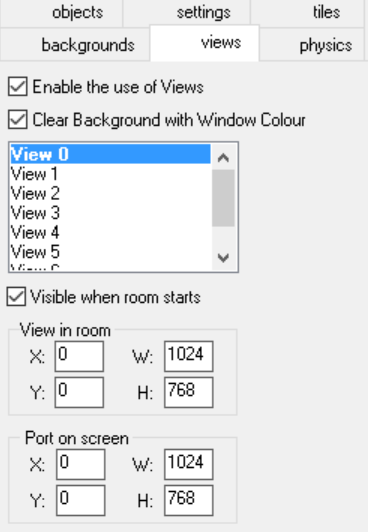 objects settings tiles
backgrounds views physics
Enable the use of Views
Clear Background with Window Colour
View 0
View 1
View 2
View 3
View 4
View 5
Visible when room starts
View in room
X: 0 W: 1024
Y: 0 H: 768
Port on screen
X: 0 W: 1024
Y: 0 H: 768